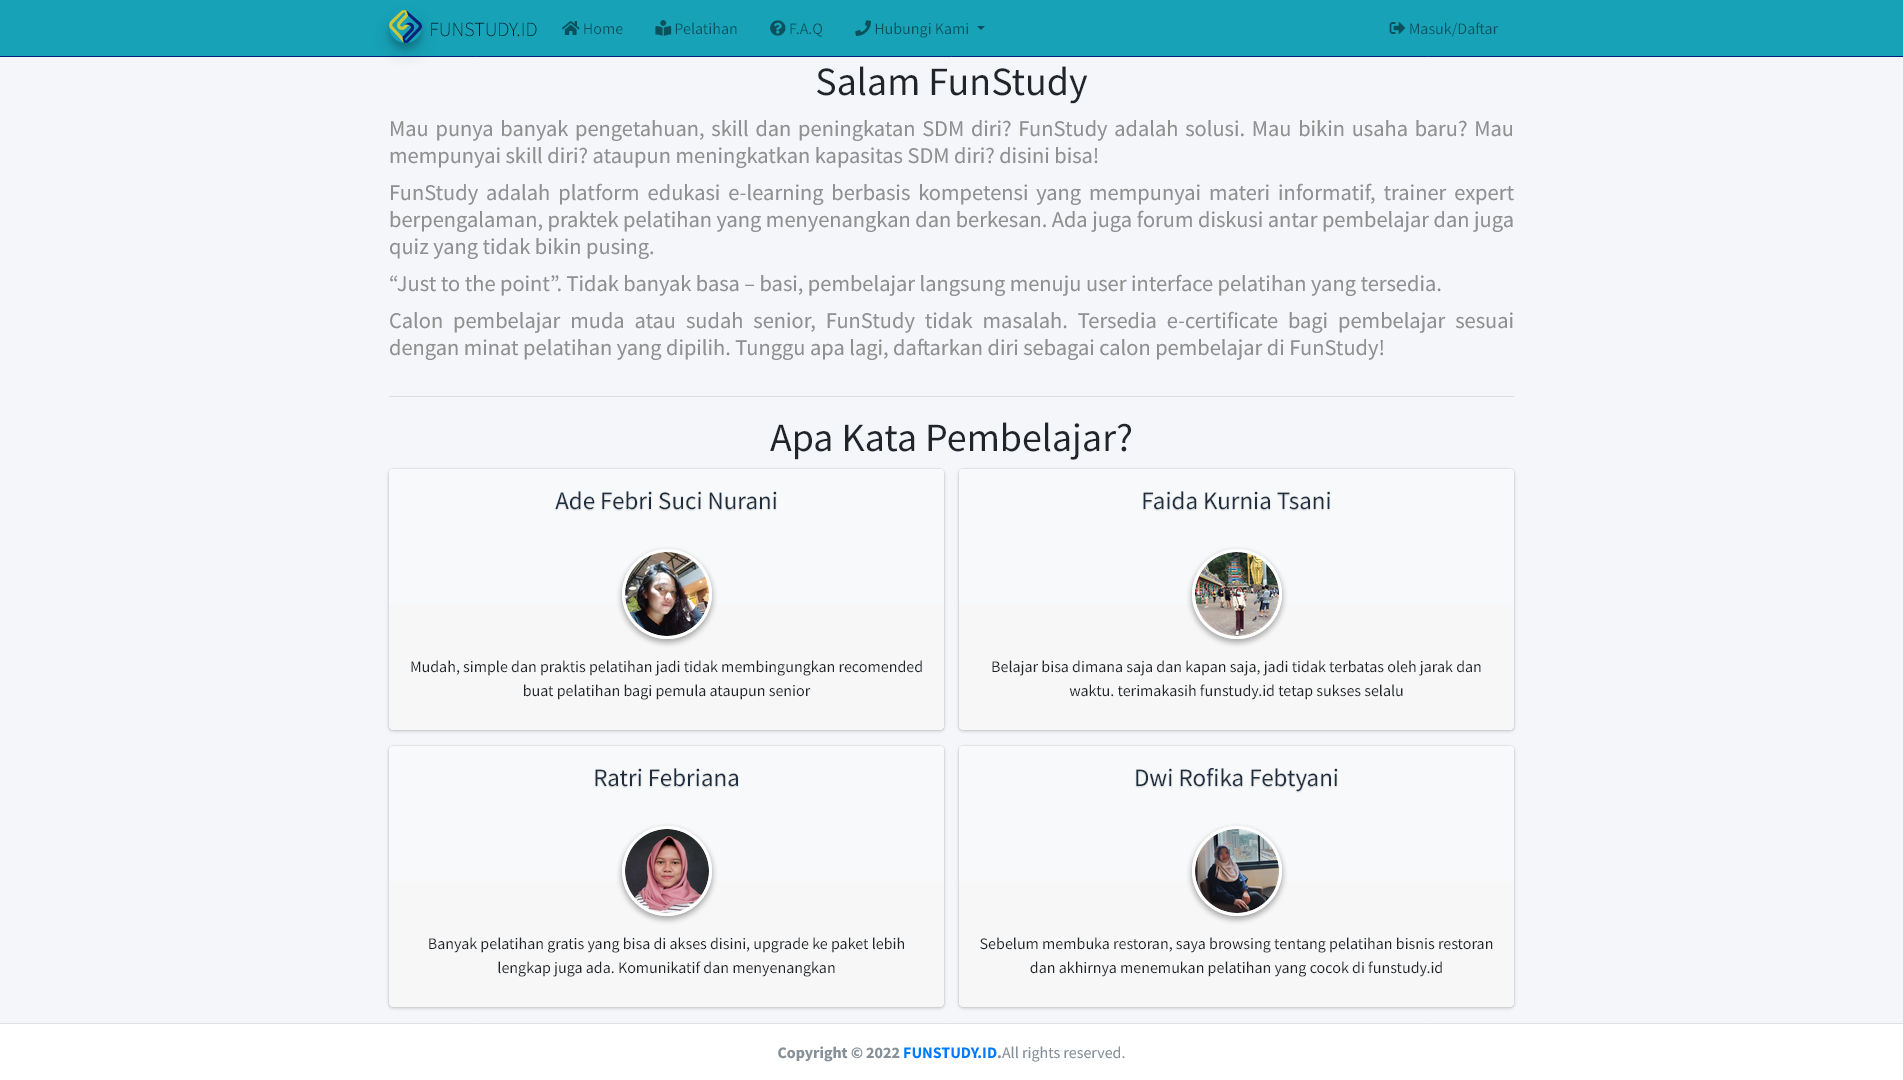 FUNSTUDY.ID Home Pelatihan F.A.Q Hubungi Kami Masuk/Daftar
Salam FunStudy
Mau punya banyak pengetahuan, skill dan peningkatan SDM diri? FunStudy adalah solusi. Mau bikin usaha baru? Mau
mempunyai skill diri? ataupun meningkatkan kapasitas SDM diri? disini bisa!
FunStudy adalah platform edukasi e-learning berbasis kompetensi yang mempunyai materi informatif, trainer expert
berpengalaman, praktek pelatihan yang menyenangkan dan berkesan. Ada juga forum diskusi antar pembelajar dan juga
quiz yang tidak bikin pusing.
“Just to the point”. Tidak banyak basa – basi, pembelajar langsung menuju user interface pelatihan yang tersedia.
Calon pembelajar muda atau sudah senior, FunStudy tidak masalah. Tersedia e-certificate bagi pembelajar sesuai
dengan minat pelatihan yang dipilih. Tunggu apa lagi, daftarkan diri sebagai calon pembelajar di FunStudy!
Apa Kata Pembelajar?
Ade Febri Suci Nurani
Mudah, simple dan praktis pelatihan jadi tidak membingungkan recomended
buat pelatihan bagi pemula ataupun senior
Faida Kurnia Tsani
Belajar bisa dimana saja dan kapan saja, jadi tidak terbatas oleh jarak dan
waktu. terimakasih funstudy.id tetap sukses selalu
Ratri Febriana
Banyak pelatihan gratis yang bisa di akses disini, upgrade ke paket lebih
lengkap juga ada. Komunikatif dan menyenangkan
Dwi Rofika Febtyani
Sebelum membuka restoran, saya browsing tentang pelatihan bisnis restoran
dan akhirnya menemukan pelatihan yang cocok di funstudy.id
Copyright © 2022 FUNSTUDY.ID.All rights reserved.